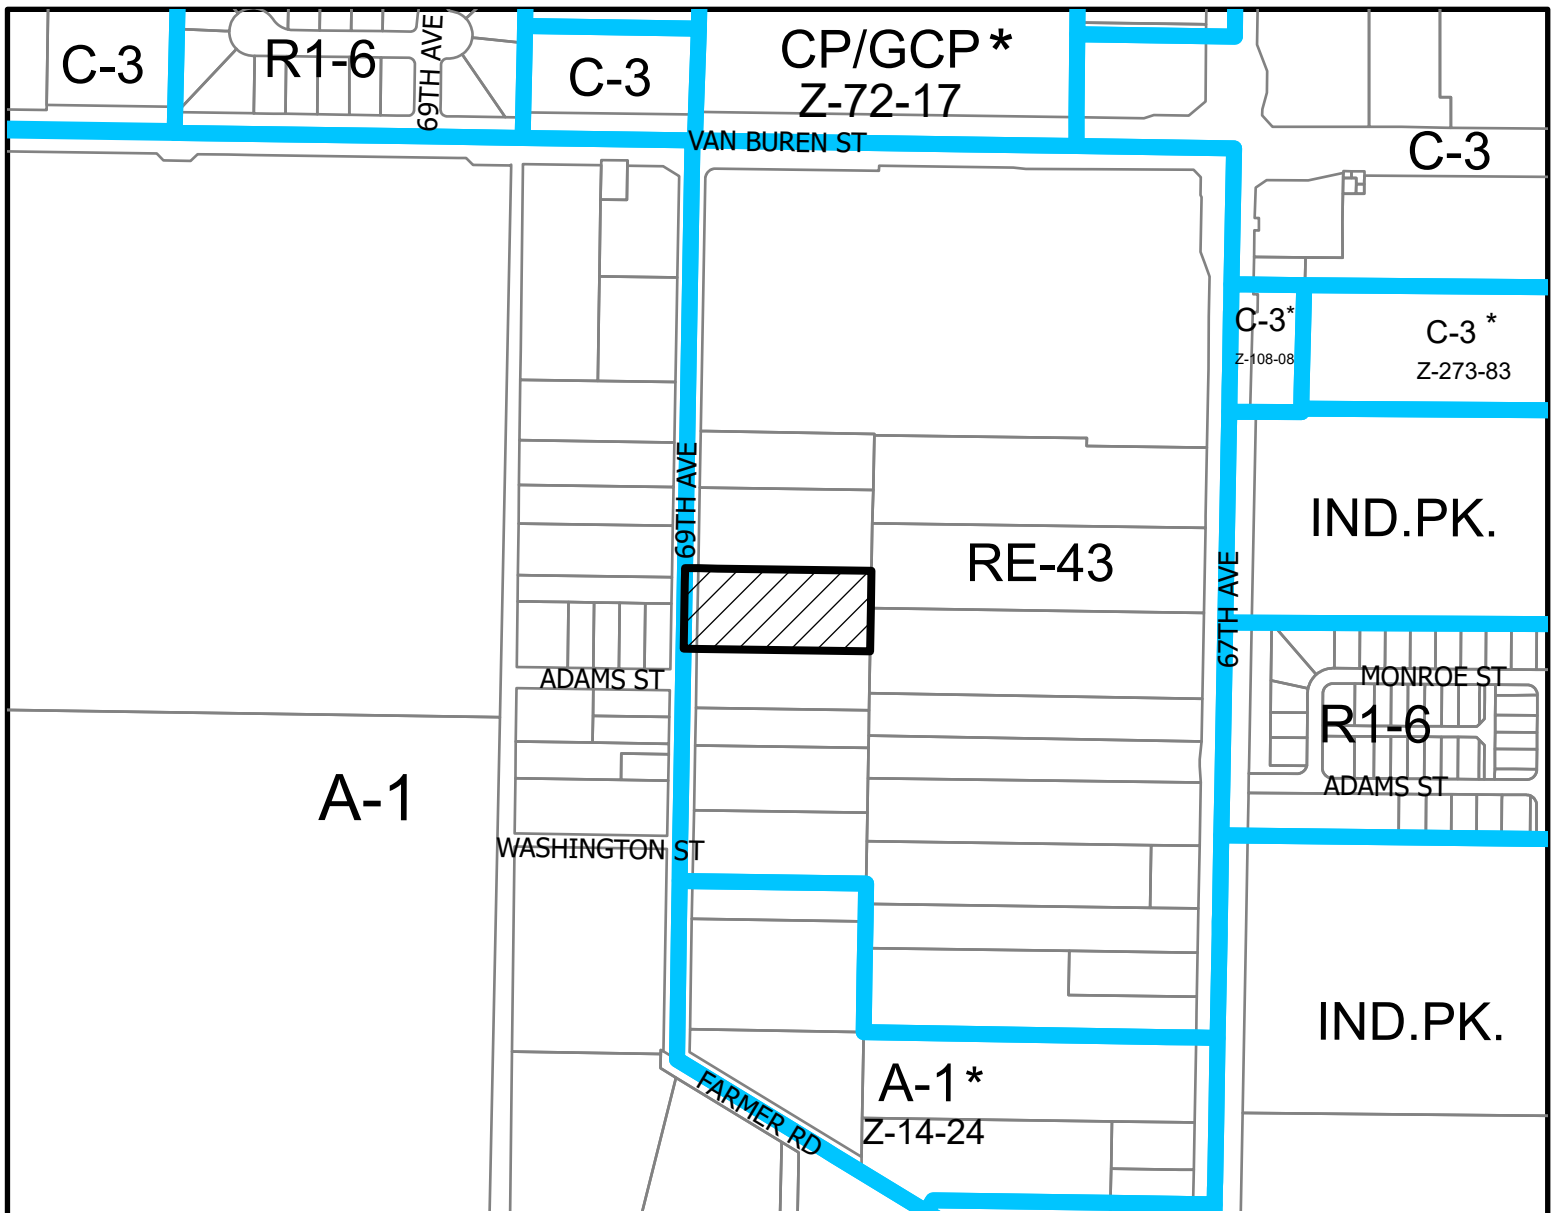 C-3
R1-6
69TH AVE
C-3
CP/GCP *
Z-72-17
VAN BUREN ST
C-3
C-3*
Z-108-08
C-3 *
Z-273-83
69TH AVE
IND.PK.
RE-43
67TH AVE
ADAMS ST
MONROE ST
R1-6
ADAMS ST
A-1
WASHINGTON ST
IND.PK.
A-1*
Z-14-24
FARMER RD